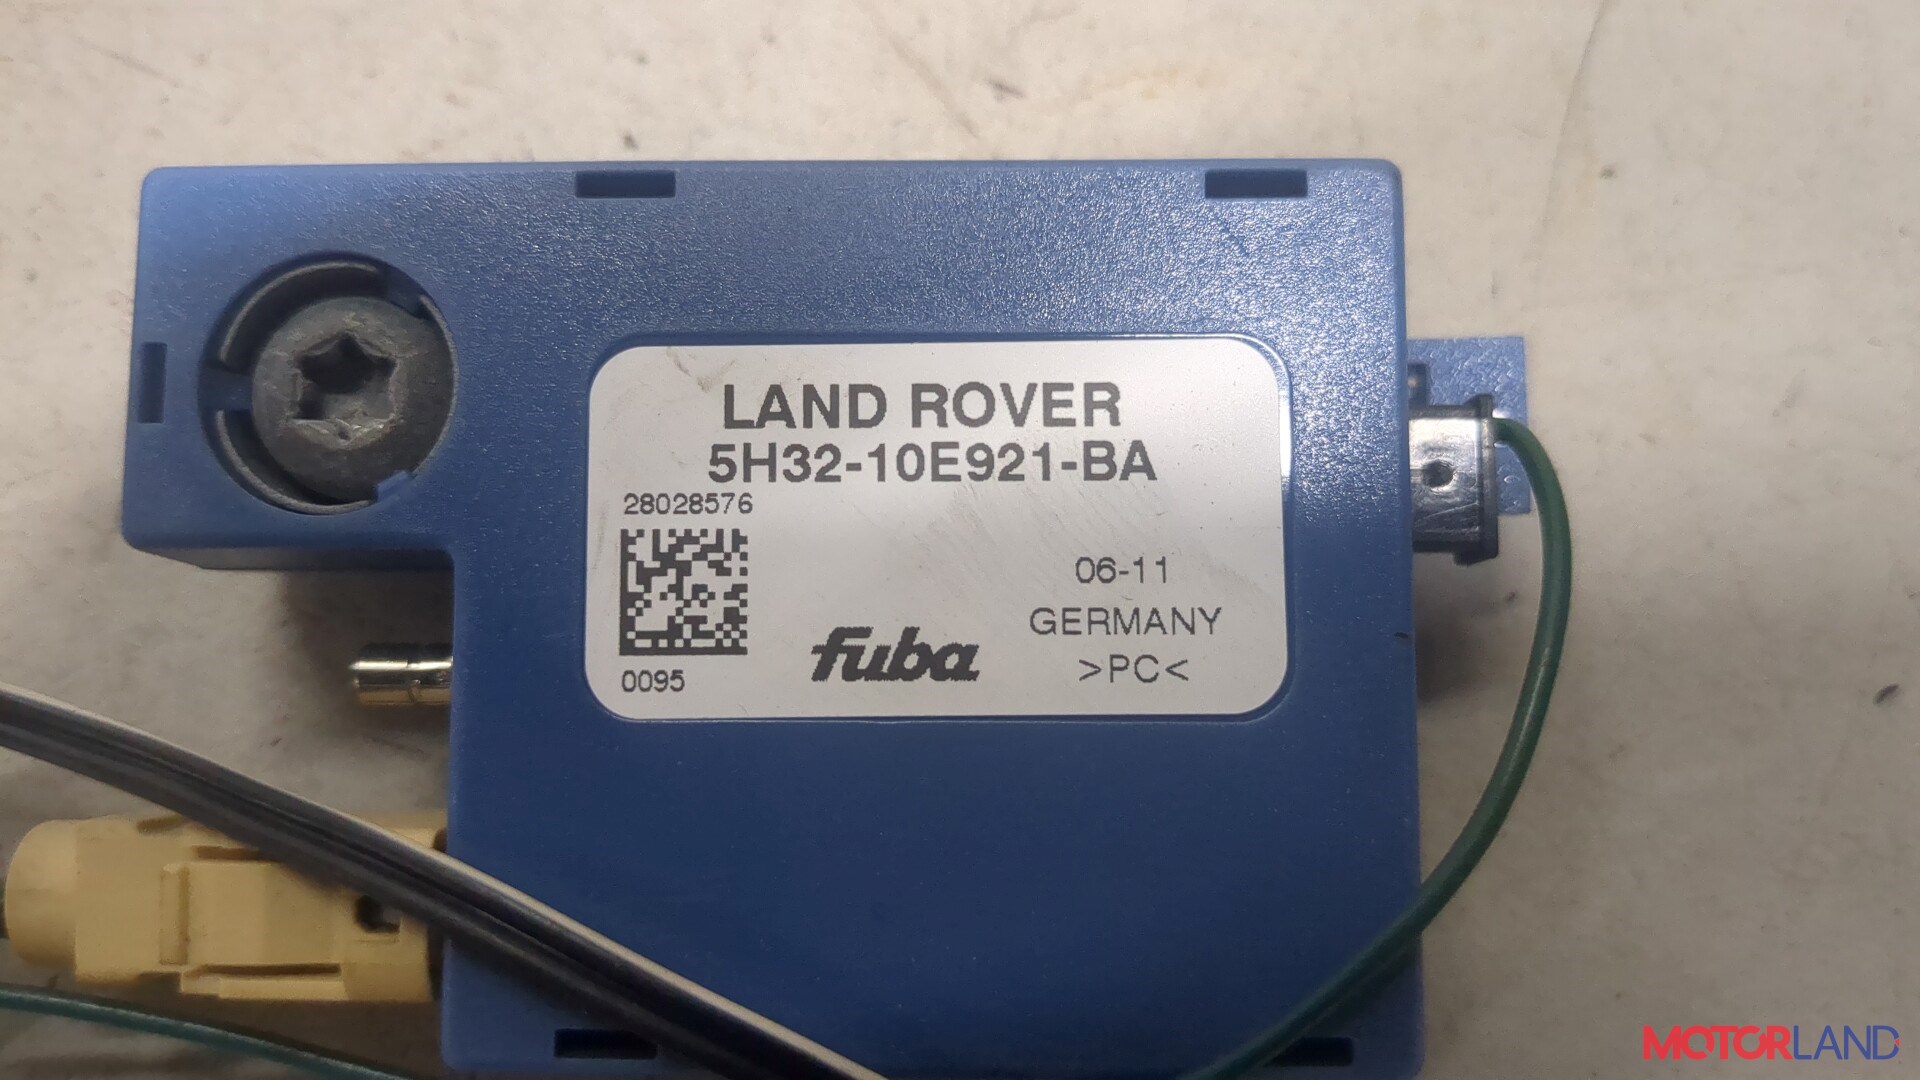 LAND ROVER
5H32-10E921-BA
28028576
06-11
GERMANY
fuba
>PC<
0095
MOTORLAND